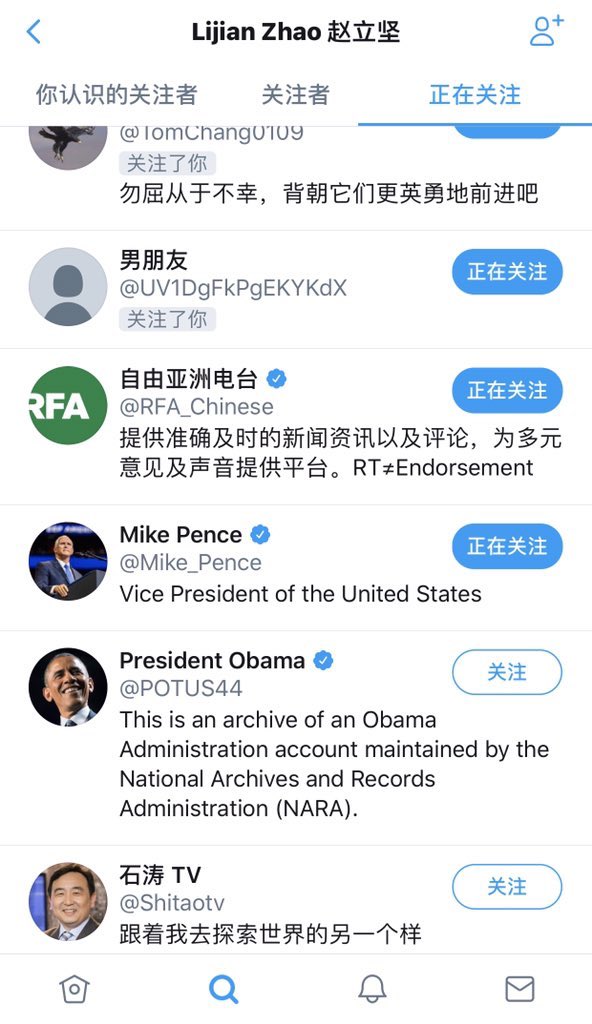 Lijian Zhao 赵立坚
你认识的关注者
关注者
正在关注
@TomChang0109
关注了你
勿屈从于不幸，背朝它们更英勇地前进吧
男朋友
正在关注
@UV1DgFkPgEKYKdX
关注了你
自由亚洲电台
正在关注
RFA
@RFA_Chinese
提供准确及时的新闻资讯以及评论，为多元
意见及声音提供平台。RT≠Endorsement
Mike Pence
正在关注
@Mike_Pence
Vice President of the United States
President Obama
关注
@POTUS44
This is an archive of an Obama
Administration account maintained by the
National Archives and Records
Administration (NARA).
石涛 TV
关注
@Shitaotv
跟着我去探索世界的另一个样